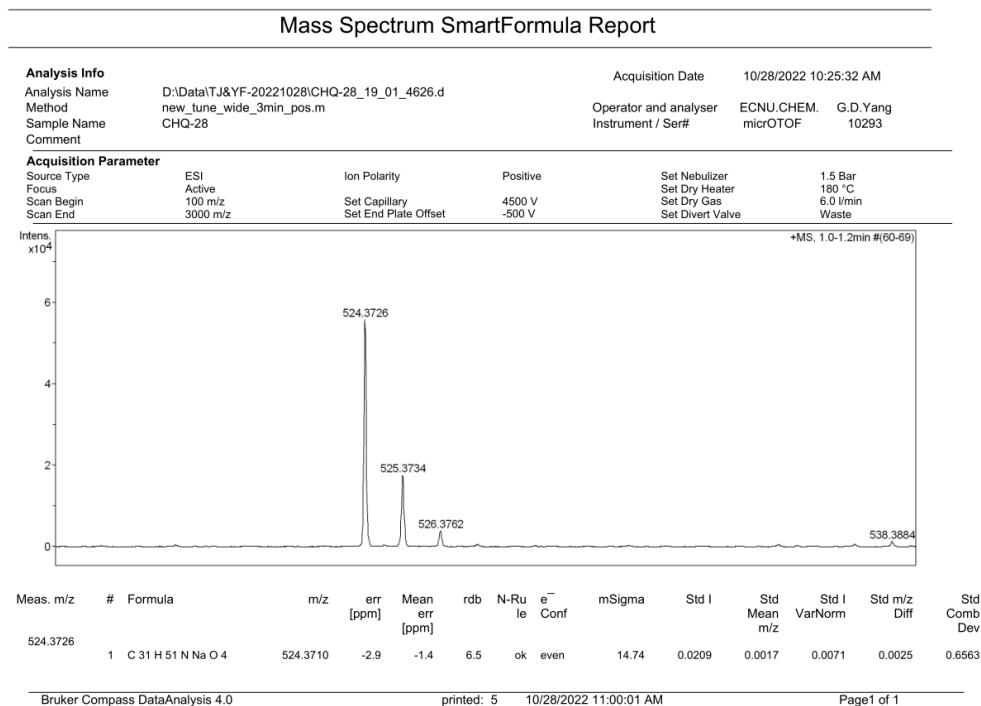 Mass Spectrum SmartFormula Report
Analysis Info
Acquisition Date 10/28/2022 10:25:32 AM
Analysis Name D:\Data\TJ&YF-20221028\CHQ-28_19_01_4626.d
Method new_tune_wide_3min_pos.m
Operator and analyser ECNU.CHEM. G.D.Yang
Sample Name CHQ-28
Instrument / Ser# micrOTOF 10293
Comment
Acquisition Parameter
Source Type ESI Ion Polarity Positive Set Nebulizer 1.5 Bar
Focus Active Set Dry Heater 180 °C
Scan Begin 100 m/z Set Capillary 4500 V Set Dry Gas 6.0 l/min
Scan End 3000 m/z Set End Plate Offset -500 V Set Divert Valve Waste
Intens.
x10⁴
+MS, 1.0-1.2min #(60-69)
6
524.3726
4
525.3734
2
526.3762
538.3884
0
Meas. m/z # Formula m/z err Mean rdb N-Ru e⁻ mSigma Std I Std Std I Std m/z Std
[ppm] err le Conf Mean VarNorm Diff Comb
[ppm] m/z Dev
524.3726
1 C 31 H 51 N Na O 4 524.3710 -2.9 -1.4 6.5 ok even 14.74 0.0209 0.0017 0.0071 0.0025 0.6563
Bruker Compass DataAnalysis 4.0 printed: 5 10/28/2022 11:00:01 AM Page1 of 1